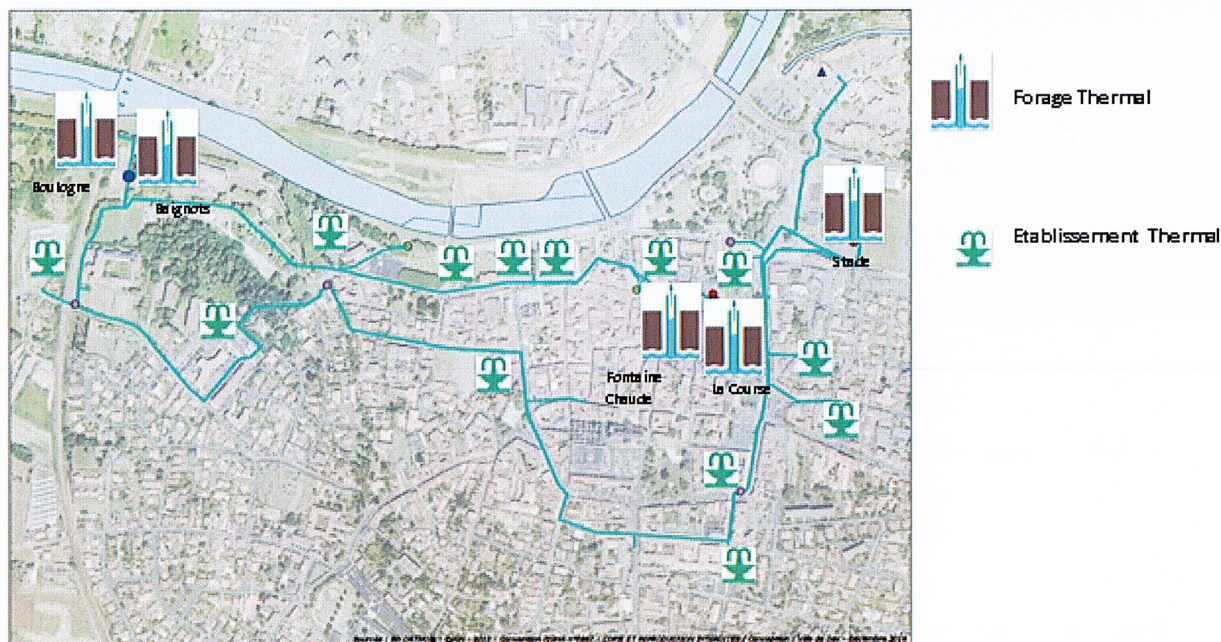 Forage Thermal
Boulogne
Baignots
Etablissement Thermal
Stade
Fontaine
Chaude
La Course